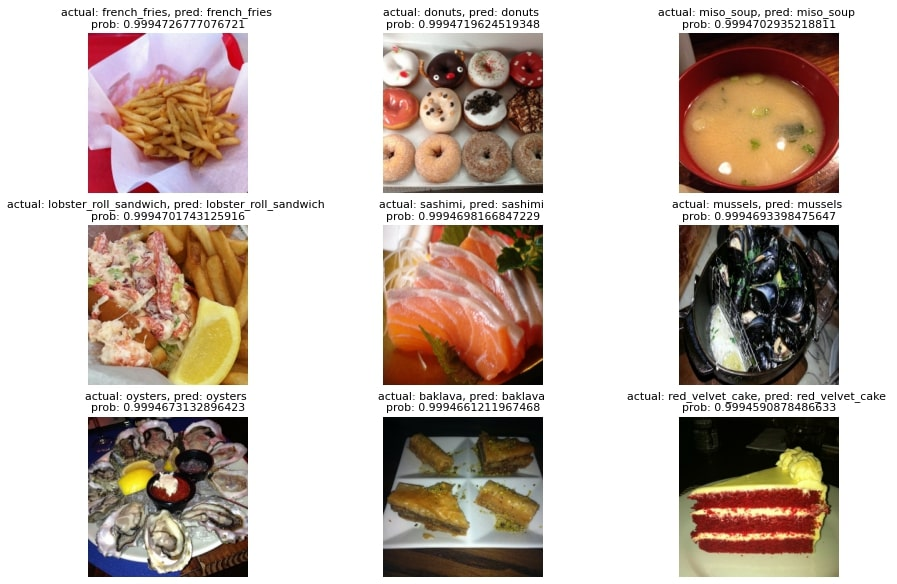 actual: french_fries, pred: french_fries
prob: 0.9994726777076721
actual: donuts, pred: donuts
prob: 0.9994719624519348
actual: miso_soup, pred: miso_soup
prob: 0.9994702935218811
actual: lobster_roll_sandwich, pred: lobster_roll_sandwich
prob: 0.9994701743125916
actual: sashimi, pred: sashimi
prob: 0.9994698166847229
actual: mussels, pred: mussels
prob: 0.9994693398475647
actual: oysters, pred: oysters
prob: 0.9994673132896423
actual: baklava, pred: baklava
prob: 0.9994661211967468
actual: red_velvet_cake, pred: red_velvet_cake
prob: 0.9994590878486633